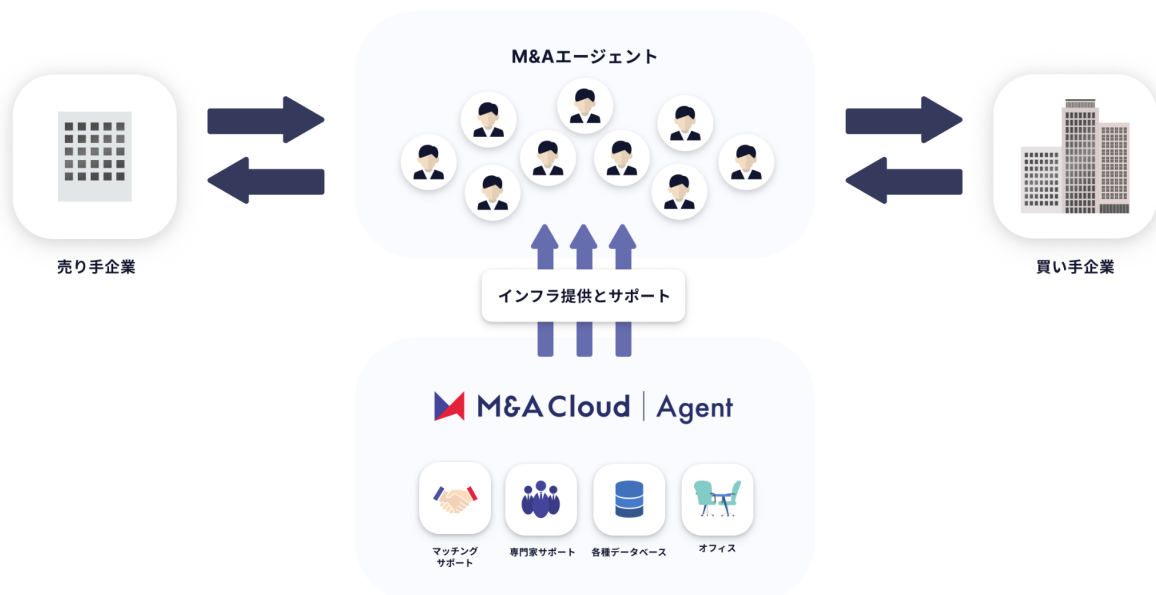 M&Aエージェント
売り手企業
買い手企業
インフラ提供とサポート
M&A Cloud | Agent
マッチング
サポート
専門家サポート
各種データベース
オフィス